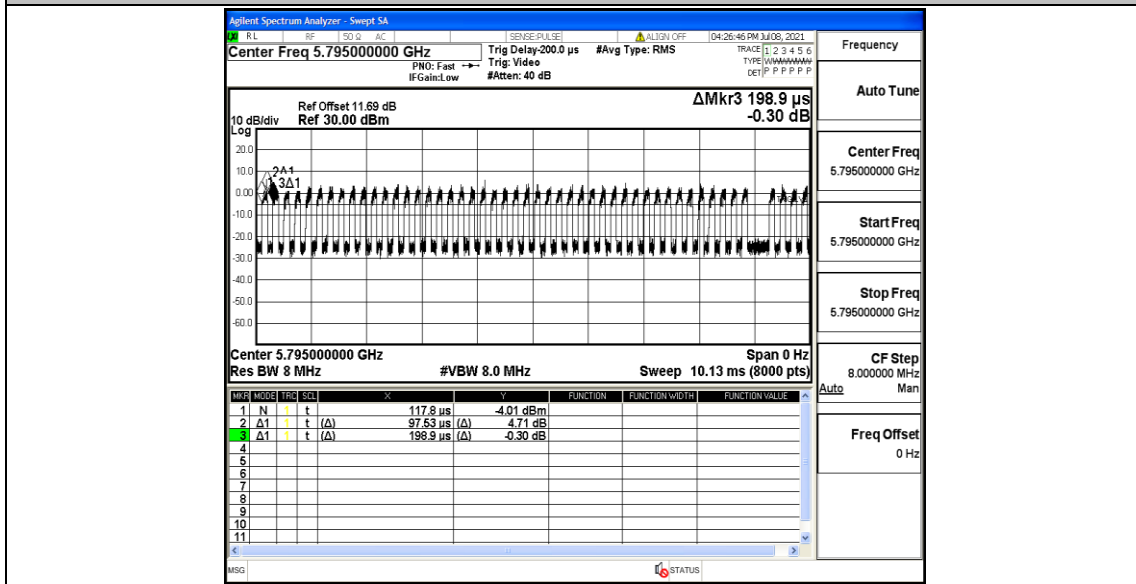 Agilent Spectrum Analyzer - Swept SA
RL RF 50 Ω AC SENSE:PULSE ALIGN OFF 04:26:46 PM Jul 08, 2021
Center Freq 5.795000000 GHz
PNO: Fast
IFGain:Low
Trig Delay-200.0 µs
Trig: Video
#Atten: 40 dB
#Avg Type: RMS
TRACE 1 2 3 4 5 6
TYPE
DET P P P P P P
Ref Offset 11.69 dB
10 dB/div Ref 30.00 dBm
Log
ΔMkr3 198.9 µs
-0.30 dB
20.0
10.0
0.00
-10.0
-20.0
-30.0
-40.0
-50.0
-60.0
2Δ1
3Δ1
Center 5.795000000 GHz Span 0 Hz
Res BW 8 MHz #VBW 8.0 MHz Sweep 10.13 ms (8000 pts)
MKR MODE TRC SCL X Y FUNCTION FUNCTION WIDTH FUNCTION VALUE
1 N 1 t 117.8 µs -4.01 dBm
2 Δ1 1 t (Δ) 97.53 µs (Δ) 4.71 dB
3 Δ1 1 t (Δ) 198.9 µs (Δ) -0.30 dB
4
5
6
7
8
9
10
11
MSG STATUS
Frequency
Auto Tune
Center Freq
5.795000000 GHz
Start Freq
5.795000000 GHz
Stop Freq
5.795000000 GHz
CF Step
8.000000 MHz
Auto Man
Freq Offset
0 Hz